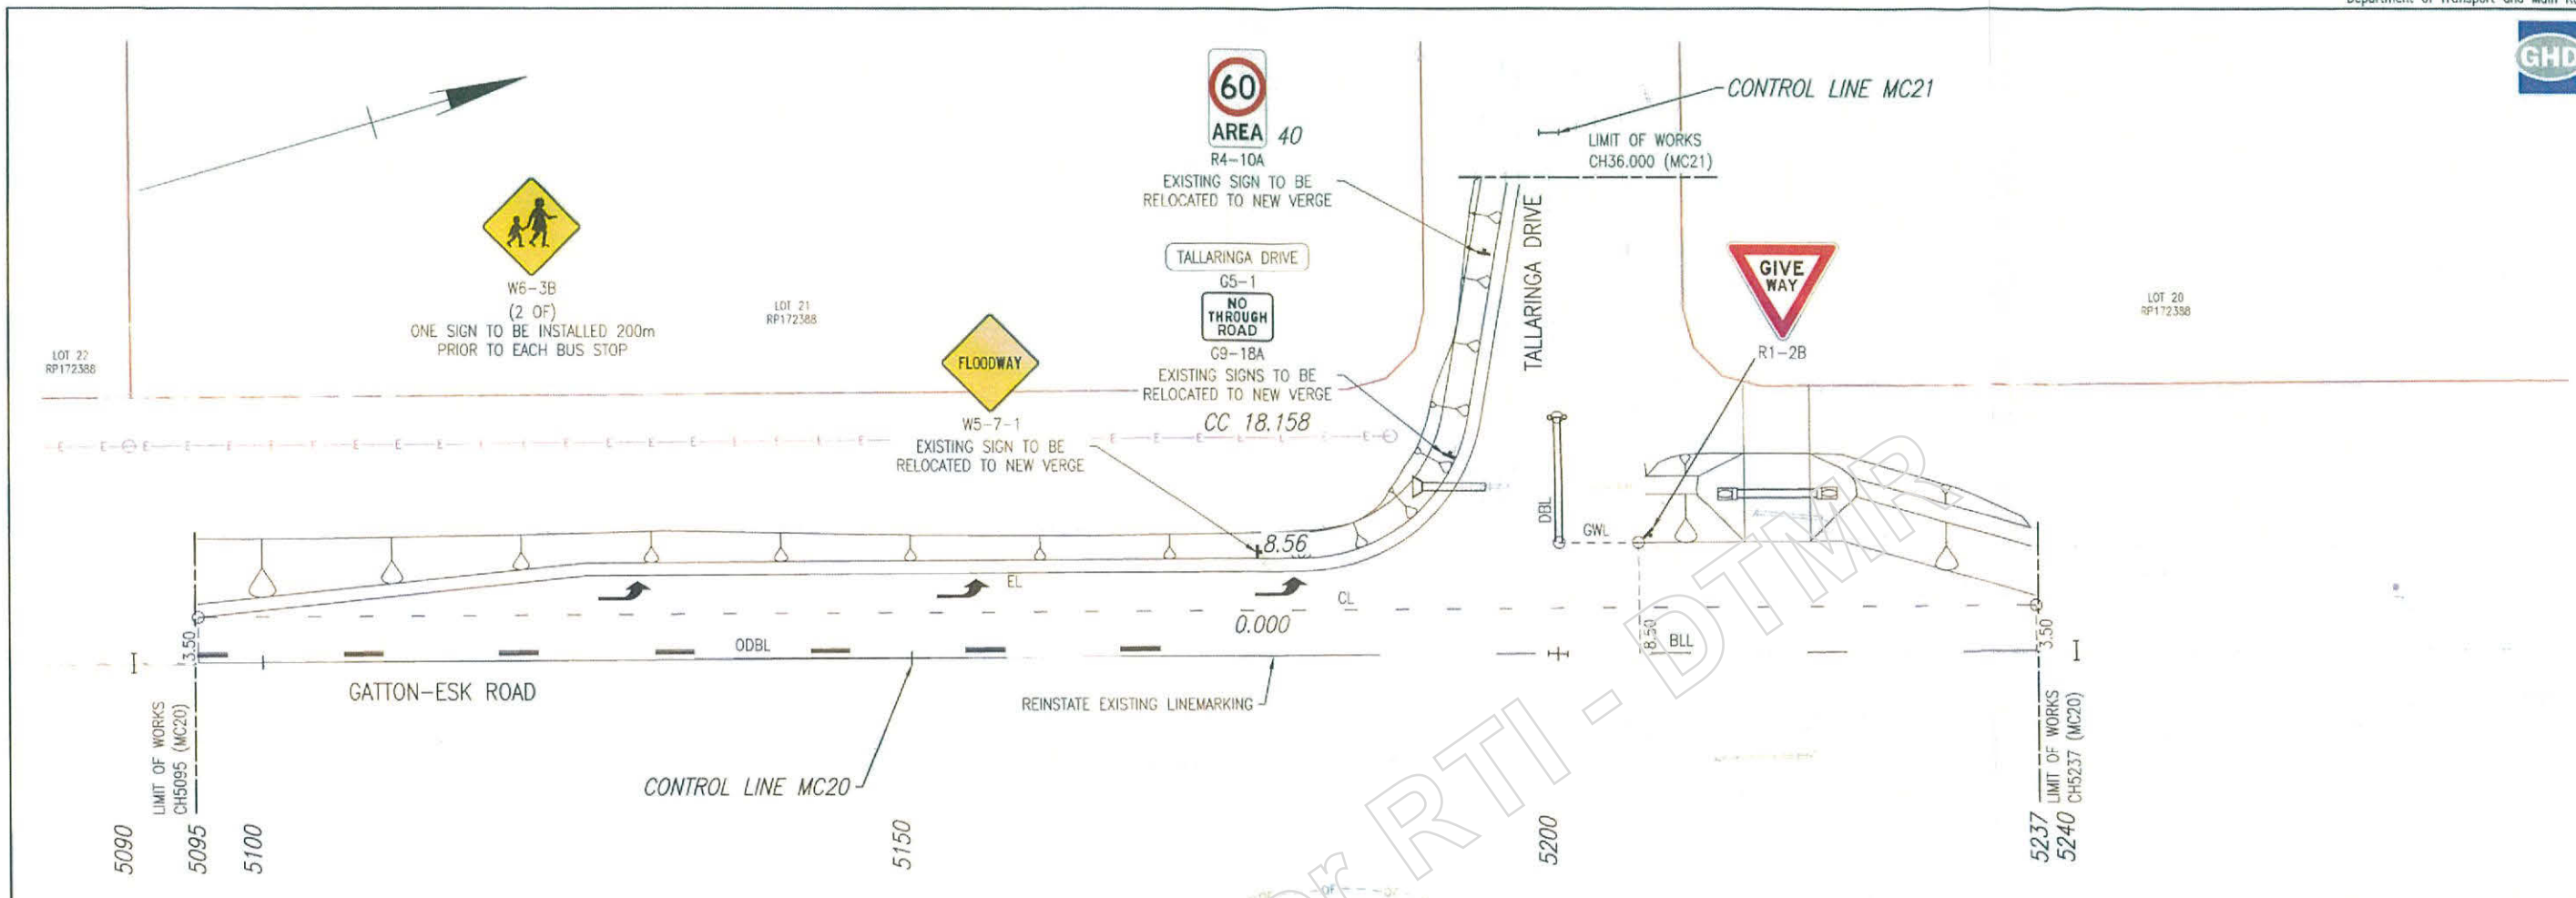 GHD
60
AREA
40
R4-10A
EXISTING SIGN TO BE
RELOCATED TO NEW VERGE
CONTROL LINE MC21
LIMIT OF WORKS
CH36.000 (MC21)
W6-3B
(2 OF)
ONE SIGN TO BE INSTALLED 200m
PRIOR TO EACH BUS STOP
LOT 21
RP172388
LOT 22
RP172388
TALLARINGA DRIVE
G5-1
NO
THROUGH
ROAD
G9-18A
EXISTING SIGNS TO BE
RELOCATED TO NEW VERGE
CC 18.158
FLOODWAY
W5-7-1
EXISTING SIGN TO BE
RELOCATED TO NEW VERGE
TALLARINGA DRIVE
GIVE
WAY
R1-2B
LOT 20
RP172388
DBL
GWL
8.56
EL
CL
0.000
3.50
ODBL
8.50
BLL
3.50
GATTON-ESK ROAD
REINSTATE EXISTING LINEMARKING
CONTROL LINE MC20
LIMIT OF WORKS
CH5095 (MC20)
LIMIT OF WORKS
CH5237 (MC20)
5090
5095
5100
5150
5200
5237
5240
or RTI - DTMR